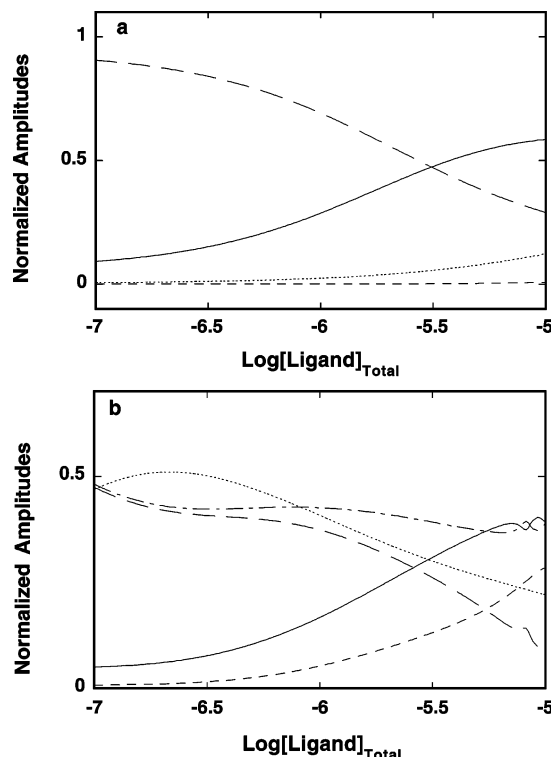 a
1
0.5
0
Normalized Amplitudes
-7 -6.5 -6 -5.5 -5
Log[Ligand]Total
b
0.5
0
Normalized Amplitudes
-7 -6.5 -6 -5.5 -5
Log[Ligand]Total